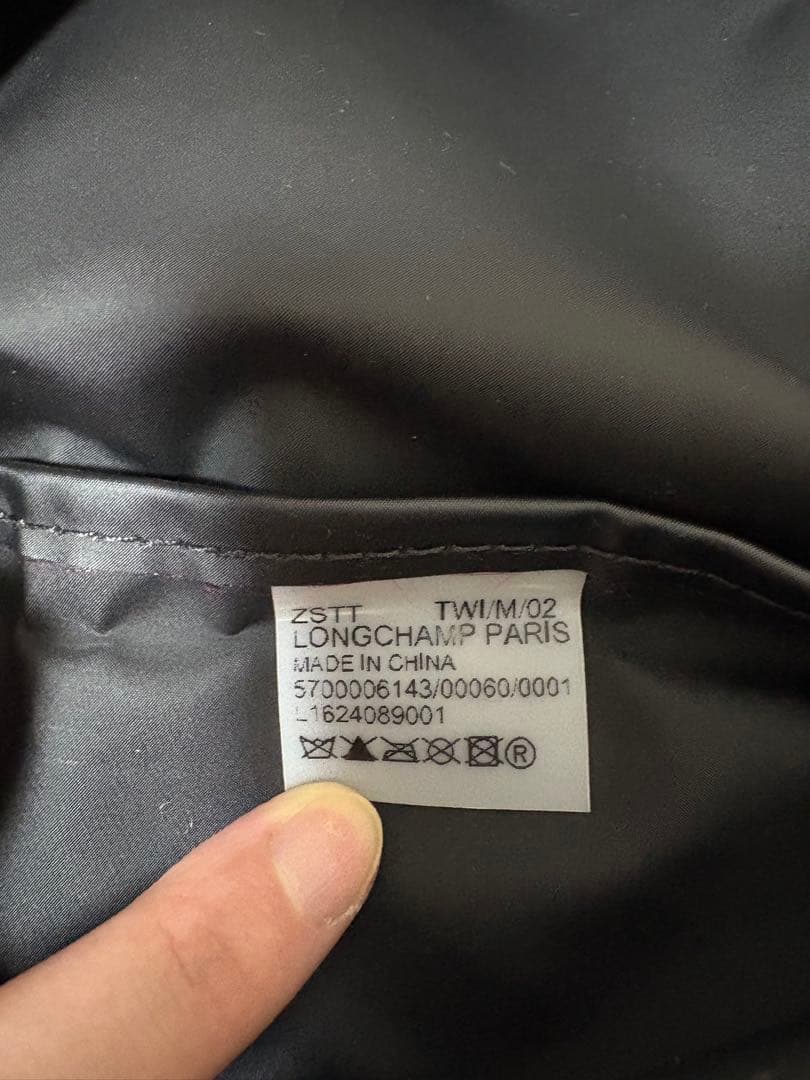 ZSTT TWI/M/02
LONGCHAMP PARIS
MADE IN CHINA
5700006143/00060/0001
L1624089001
®